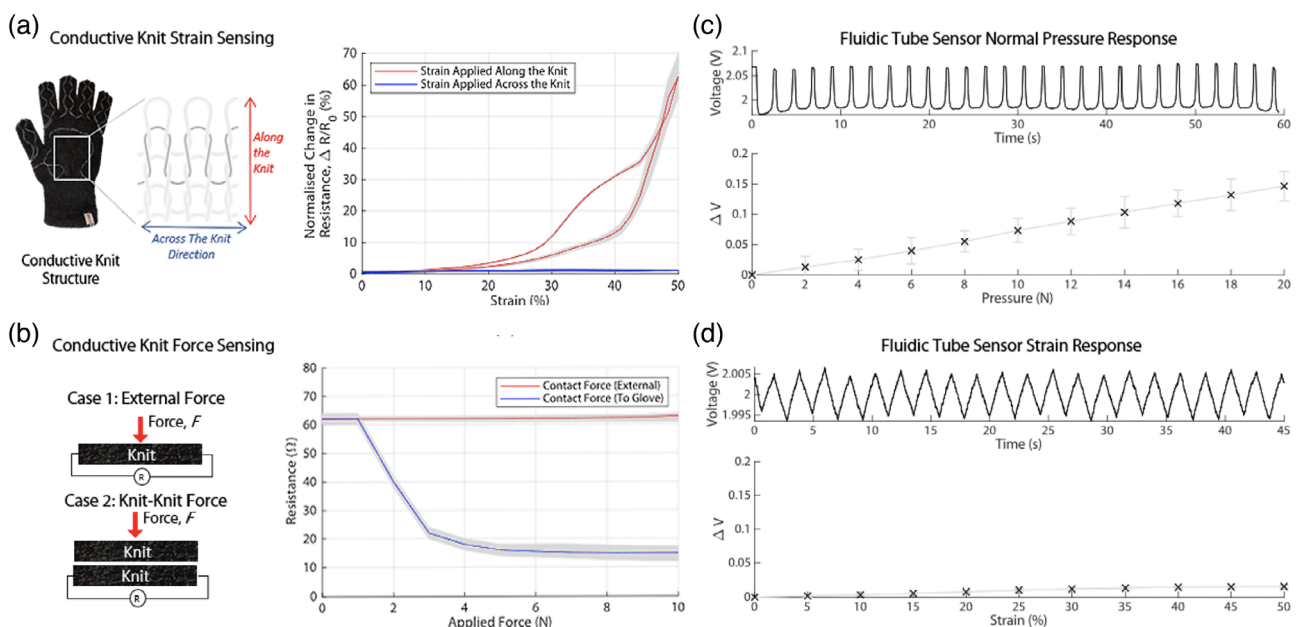 (a)
Conductive Knit Strain Sensing
Along
the
Knit
Across The Knit
Direction
Conductive Knit
Structure
Normalised Change in
Resistance, Δ R/R0 (%)
70
60
50
40
30
20
10
0
Strain Applied Along the Knit
Strain Applied Across the Knit
0 10 20 30 40 50
Strain (%)
(b)
Conductive Knit Force Sensing
Case 1: External Force
Force, F
Knit
R
Case 2: Knit-Knit Force
Force, F
Knit
Knit
R
Resistance (Ω)
80
70
60
50
40
30
20
10
0
Contact Force (External)
Contact Force (To Glove)
0 2 4 6 8 10
Applied Force (N)
(c)
Fluidic Tube Sensor Normal Pressure Response
Voltage (V)
2.1
2.05
2
0 10 20 30 40 50 60
Time (s)
Δ V
0.2
0.15
0.1
0.05
0
0 2 4 6 8 10 12 14 16 18 20
Pressure (N)
(d)
Fluidic Tube Sensor Strain Response
Voltage (V)
2.005
2
1.995
0 5 10 15 20 25 30 35 40 45
Time (s)
Δ V
0.2
0.15
0.1
0.05
0
0 5 10 15 20 25 30 35 40 45 50
Strain (%)